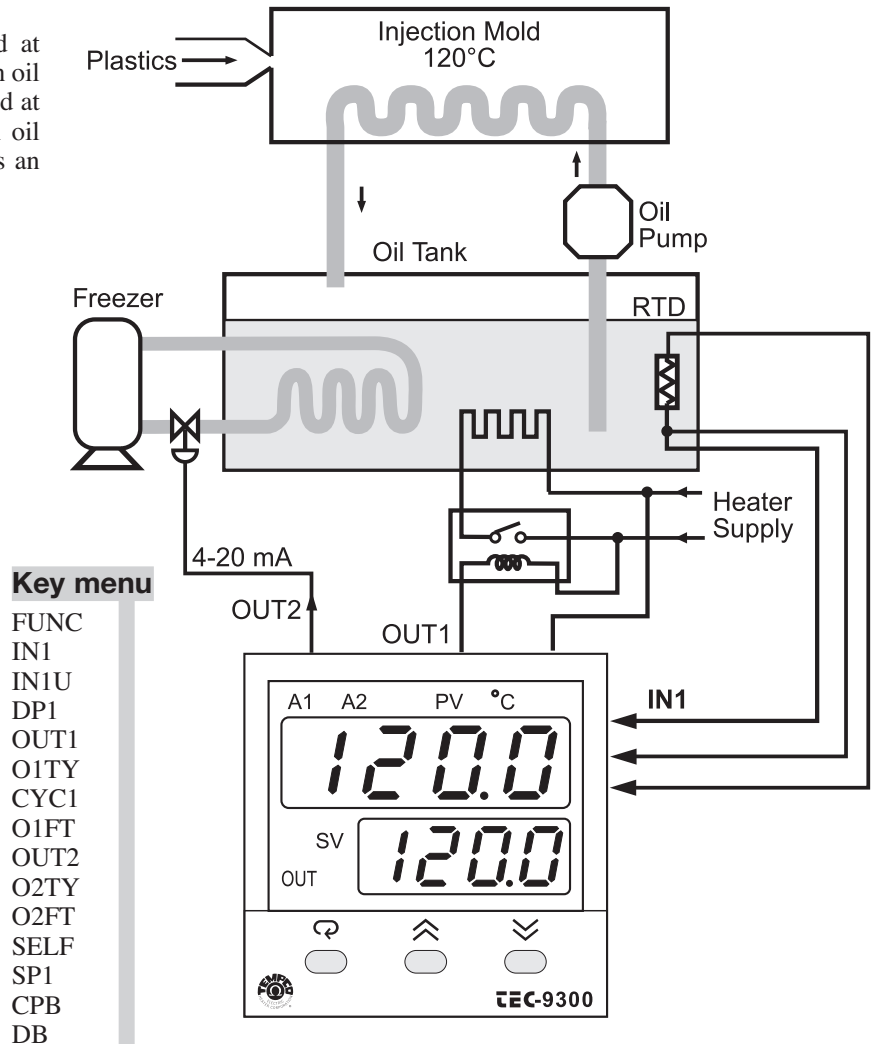 d at
n oil
d at
oil
s an
Injection Mold
120°C
Plastics
Oil
Pump
Oil Tank
Freezer
RTD
Heater
Supply
4-20 mA
OUT2
OUT1
Key menu
FUNC
IN1
IN1U
DP1
OUT1
O1TY
CYC1
O1FT
OUT2
O2TY
O2FT
SELF
SP1
CPB
DB
IN1
A1 A2 PV °C
120.0
SV
120.0
OUT
TEMPCO
TEC-9300